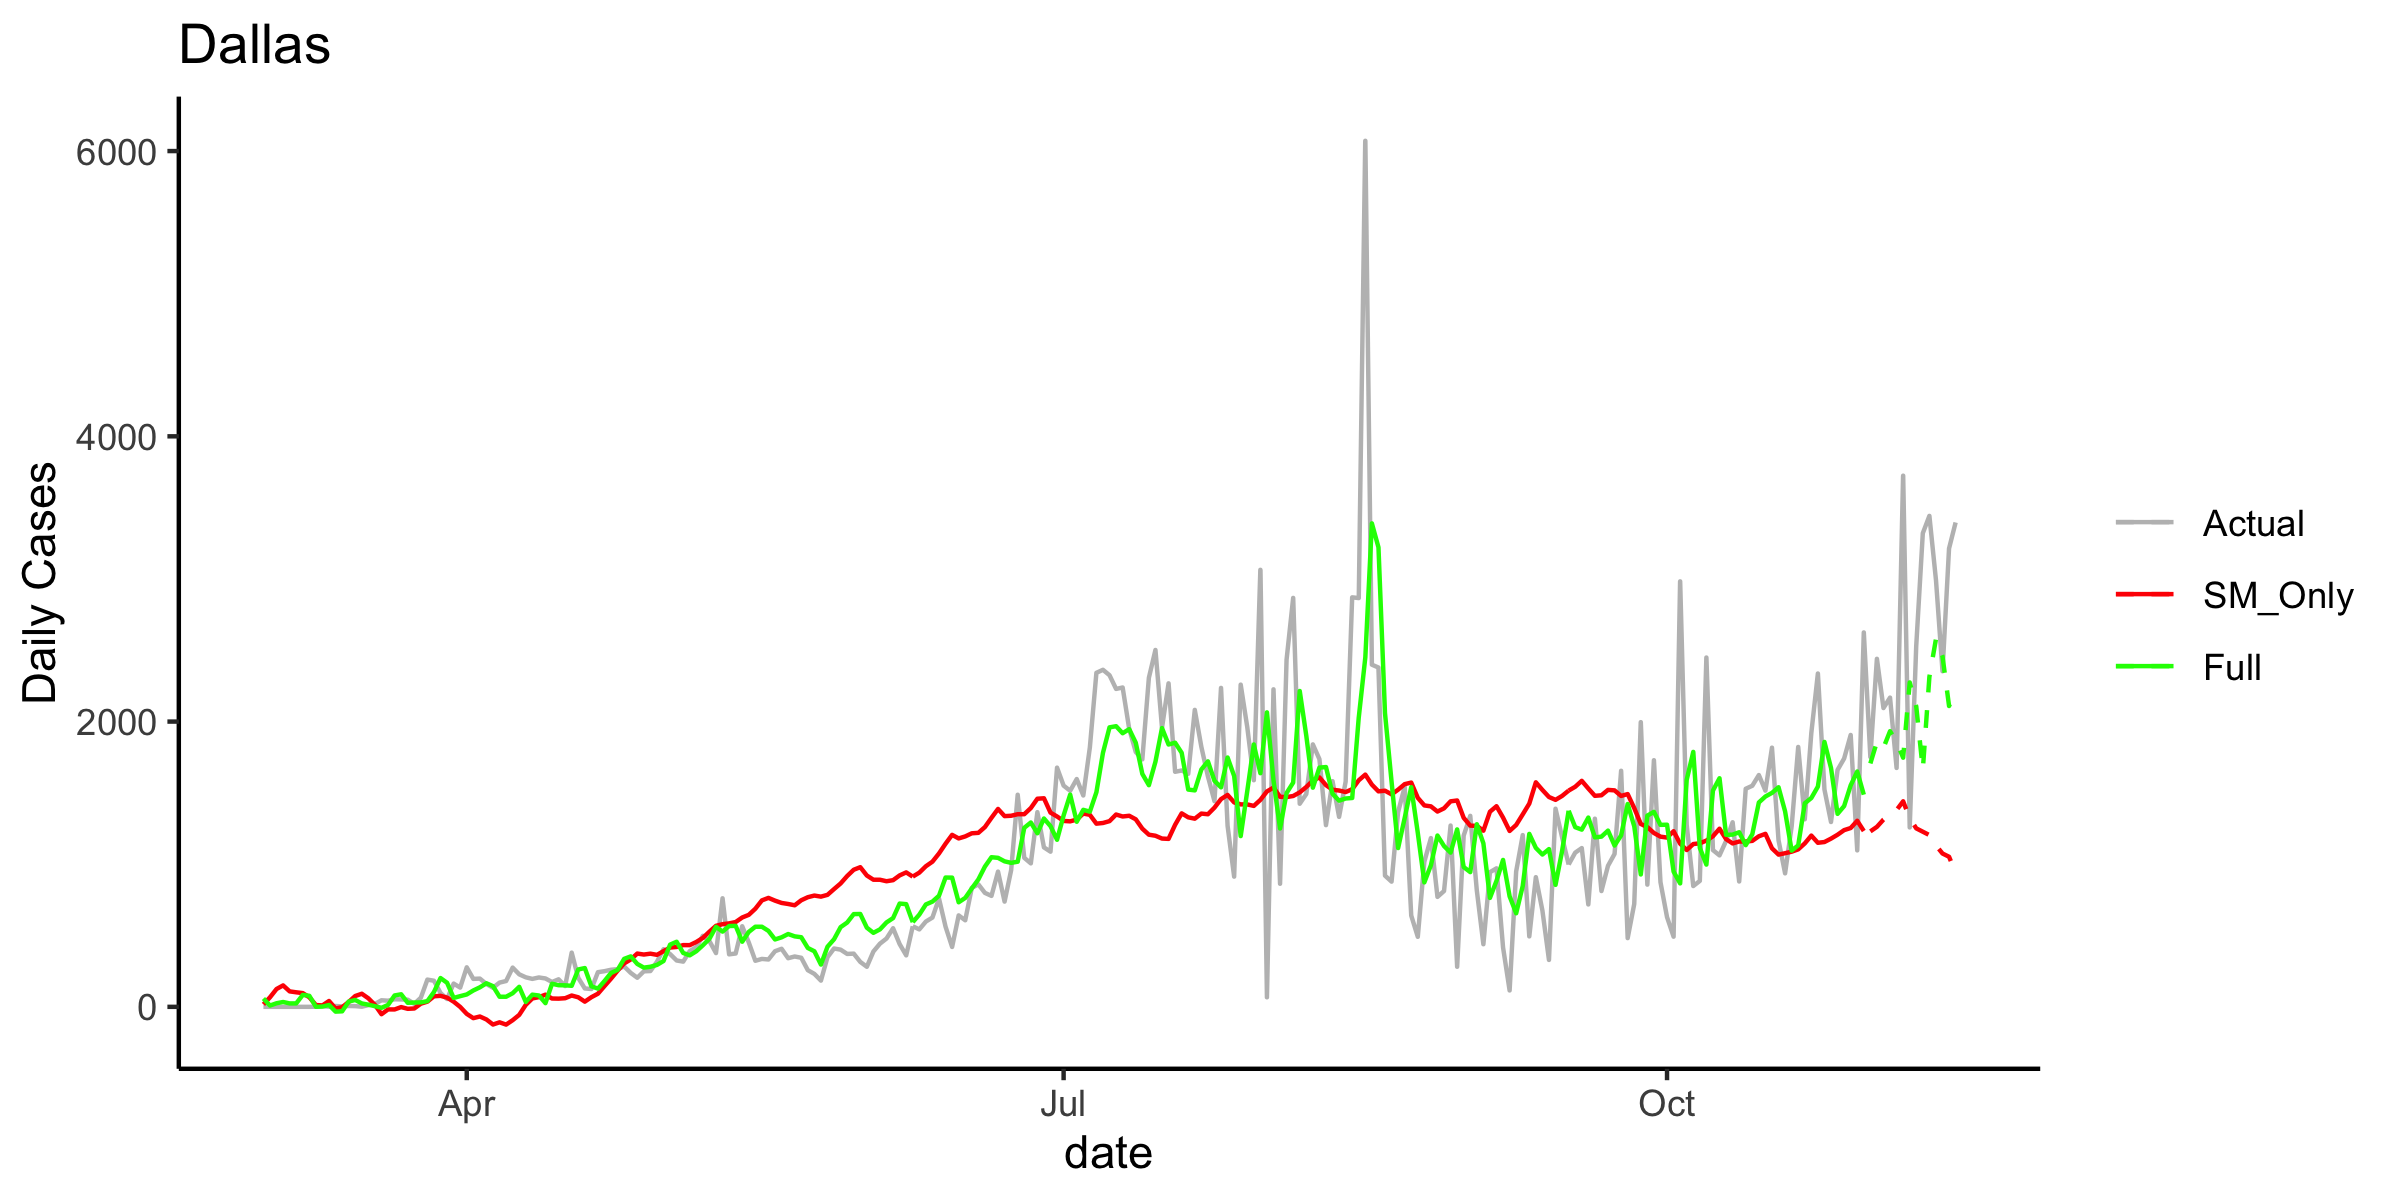 Dallas
Daily Cases
6000
4000
2000
0
Apr
Jul
Oct
date
Actual
SM_Only
Full